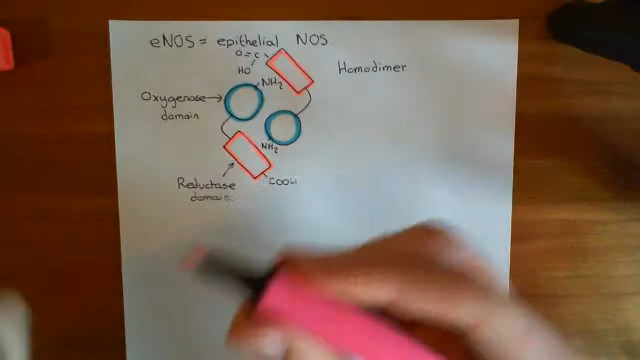 eNOS = epithelial NOS.
O=C
HO
NH2
Homodimer
Oxygenase
domain
NH2
Reductase
domain.
COOH